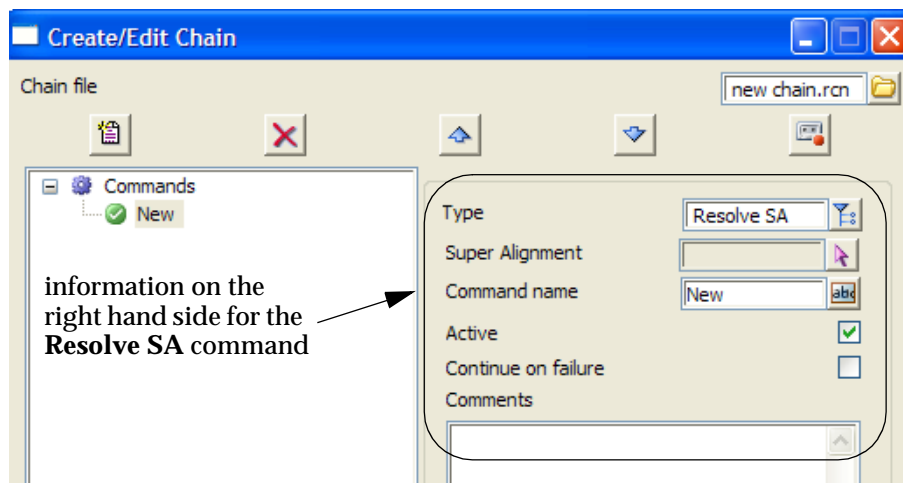 Create/Edit Chain
Chain file
new chain.rcn
Commands
New
Type
Resolve SA
Super Alignment
Command name
New
abc
Active
Continue on failure
Comments
information on the
right hand side for the
Resolve SA command